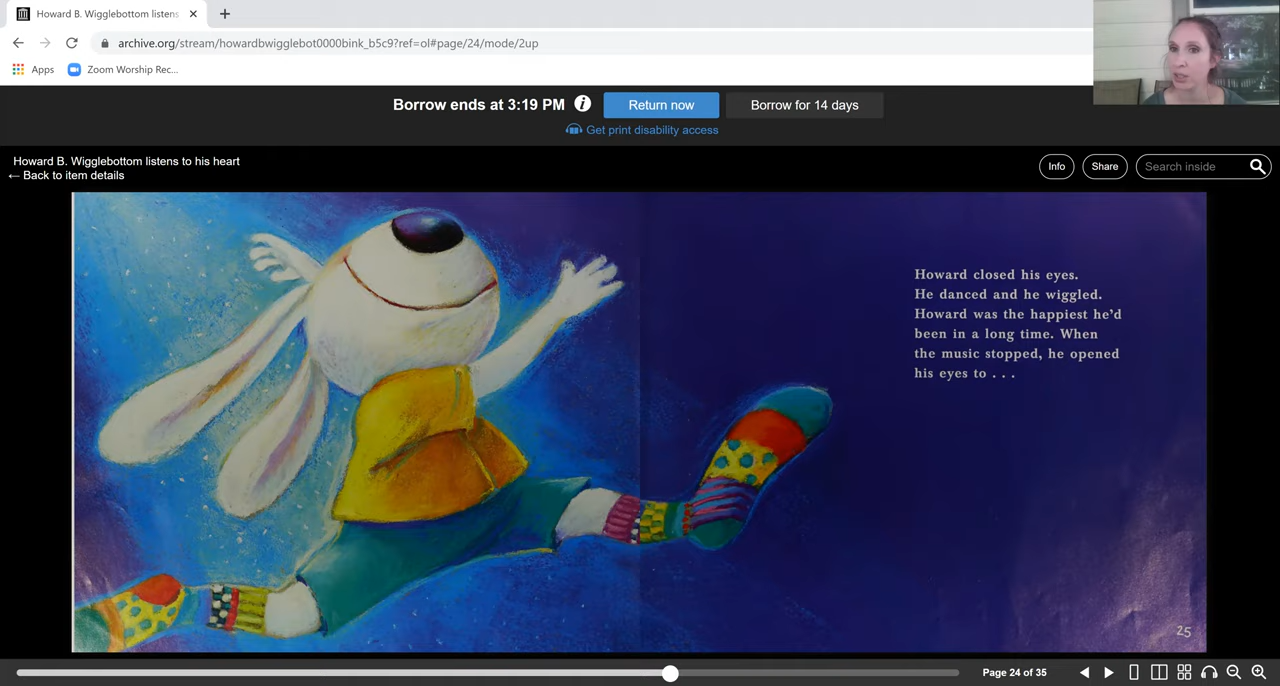 Howard B. Wigglebottom listens
archive.org/stream/howardbwigglebot0000bink_b5c9?ref=ol#page/24/mode/2up
Apps
Zoom Worship Rec...
Borrow ends at 3:19 PM
Return now
Borrow for 14 days
Get print disability access
Howard B. Wigglebottom listens to his heart
← Back to item details
Info
Share
Search inside
Howard closed his eyes.
He danced and he wiggled.
Howard was the happiest he'd
been in a long time. When
the music stopped, he opened
his eyes to . . .
25
Page 24 of 35